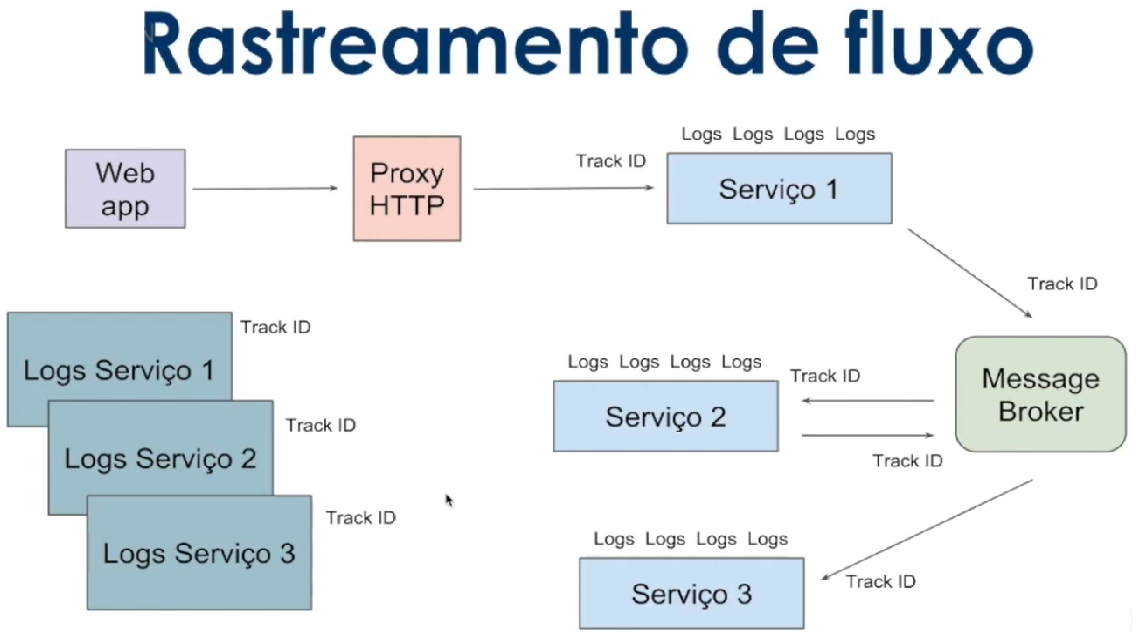 Rastreamento de fluxo
Web
app
Proxy
HTTP
Track ID
Logs Logs Logs Logs
Serviço 1
Track ID
Message
Broker
Logs Logs Logs Logs
Serviço 2
Track ID
Track ID
Logs Logs Logs Logs
Serviço 3
Track ID
Logs Serviço 1
Track ID
Logs Serviço 2
Track ID
Logs Serviço 3
Track ID